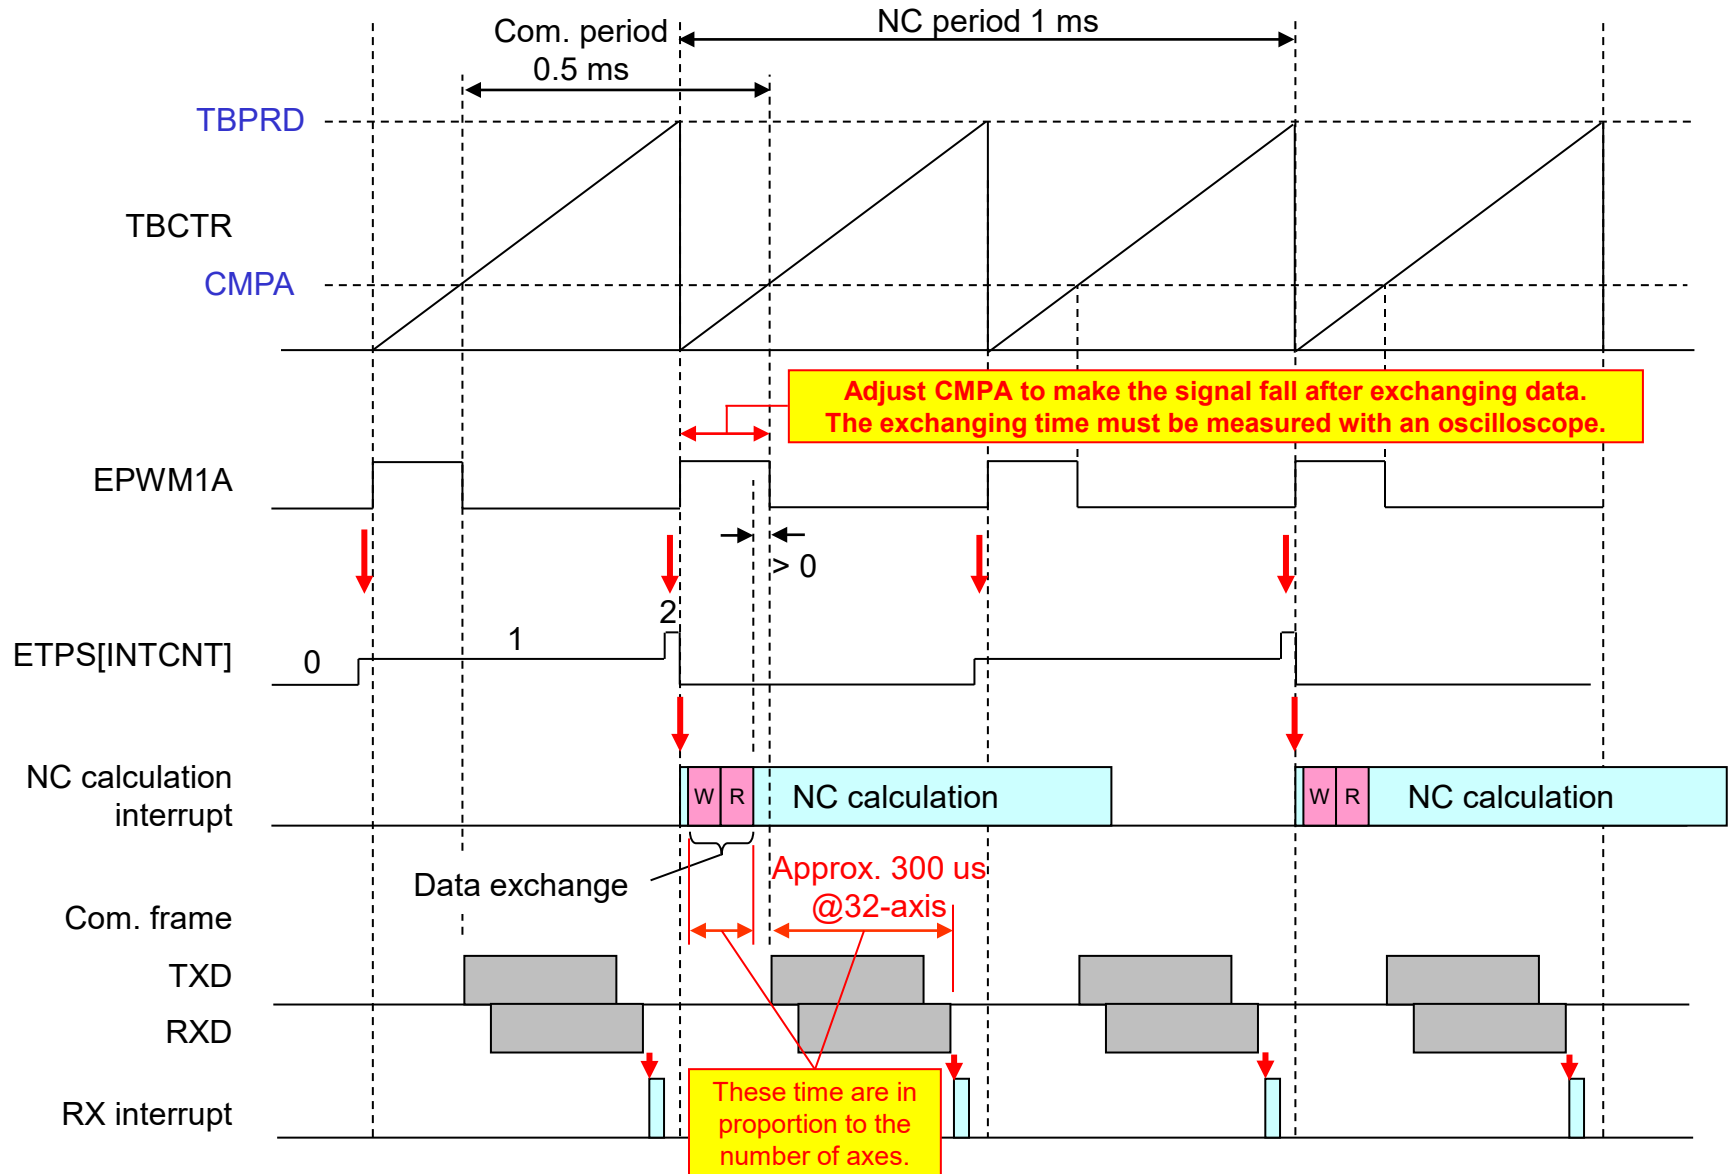 Com. period
0.5 ms
NC period 1 ms
TBPRD
TBCTR
CMPA
Adjust CMPA to make the signal fall after exchanging data.
The exchanging time must be measured with an oscilloscope.
EPWM1A
> 0
ETPS[INTCNT]
0
1
2
NC calculation
interrupt
W
R
NC calculation
W
R
NC calculation
Data exchange
Approx. 300 us
@32-axis
Com. frame
TXD
RXD
RX interrupt
These time are in
proportion to the
number of axes.